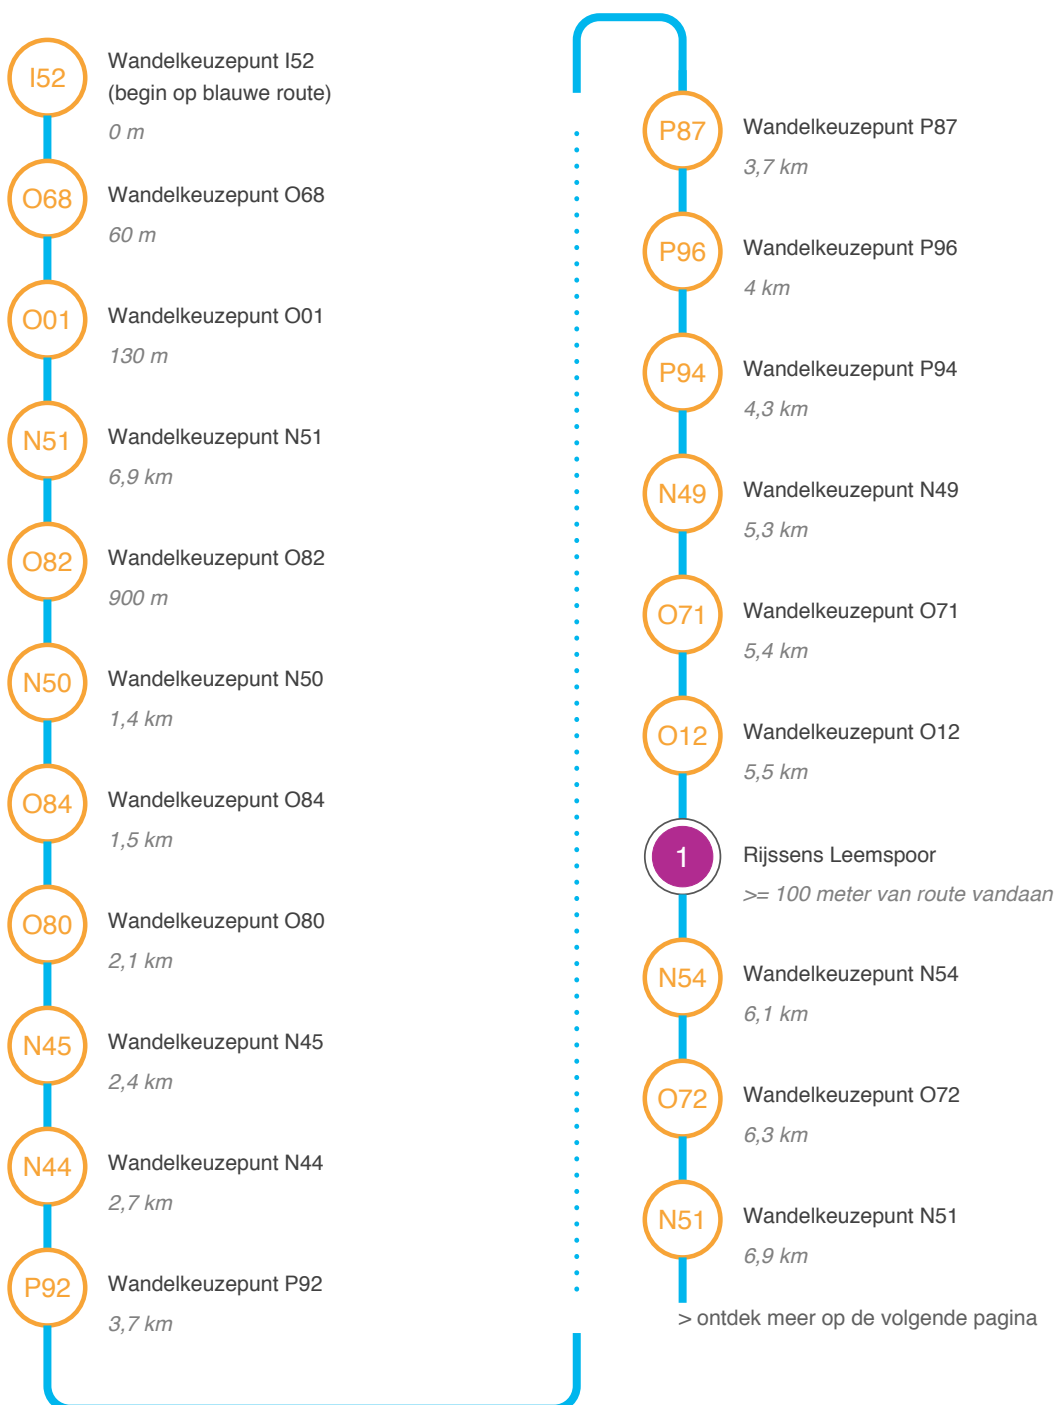 I52
Wandelkeuzepunt I52
(begin op blauwe route)
0 m
O68
Wandelkeuzepunt O68
60 m
O01
Wandelkeuzepunt O01
130 m
N51
Wandelkeuzepunt N51
6,9 km
O82
Wandelkeuzepunt O82
900 m
N50
Wandelkeuzepunt N50
1,4 km
O84
Wandelkeuzepunt O84
1,5 km
O80
Wandelkeuzepunt O80
2,1 km
N45
Wandelkeuzepunt N45
2,4 km
N44
Wandelkeuzepunt N44
2,7 km
P92
Wandelkeuzepunt P92
3,7 km
P87
Wandelkeuzepunt P87
3,7 km
P96
Wandelkeuzepunt P96
4 km
P94
Wandelkeuzepunt P94
4,3 km
N49
Wandelkeuzepunt N49
5,3 km
O71
Wandelkeuzepunt O71
5,4 km
O12
Wandelkeuzepunt O12
5,5 km
1
Rijssens Leemspoor
>= 100 meter van route vandaan
N54
Wandelkeuzepunt N54
6,1 km
O72
Wandelkeuzepunt O72
6,3 km
N51
Wandelkeuzepunt N51
6,9 km
> ontdek meer op de volgende pagina